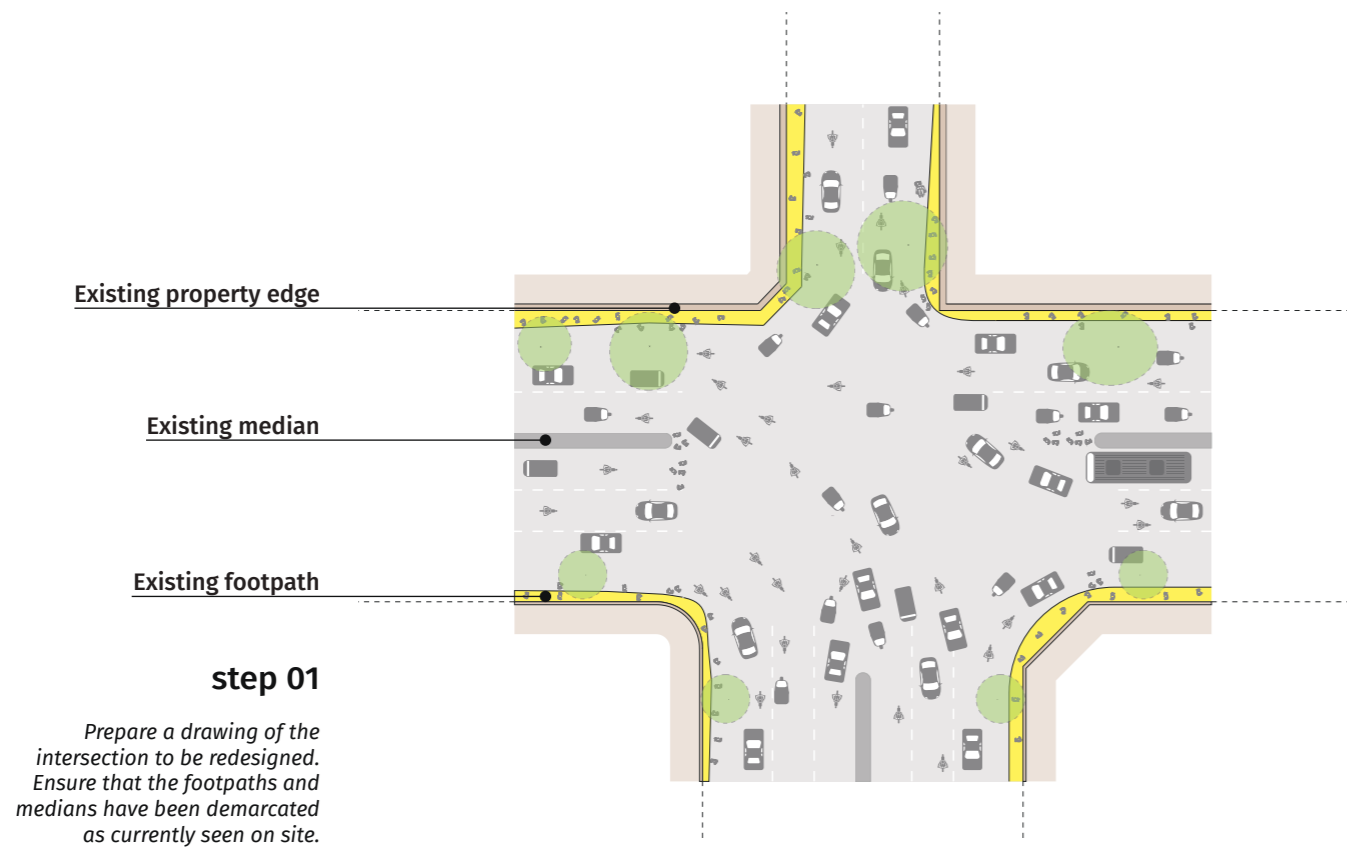 Existing property edge
Existing median
Existing footpath
step 01
Prepare a drawing of the
intersection to be redesigned.
Ensure that the footpaths and
medians have been demarcated
as currently seen on site.